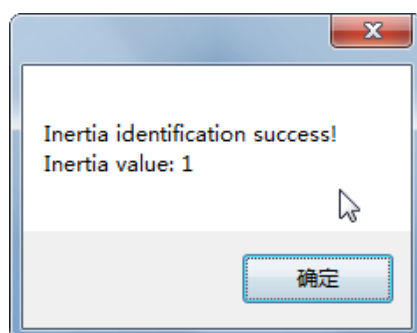 Inertia identification success!
Inertia value: 1
确定